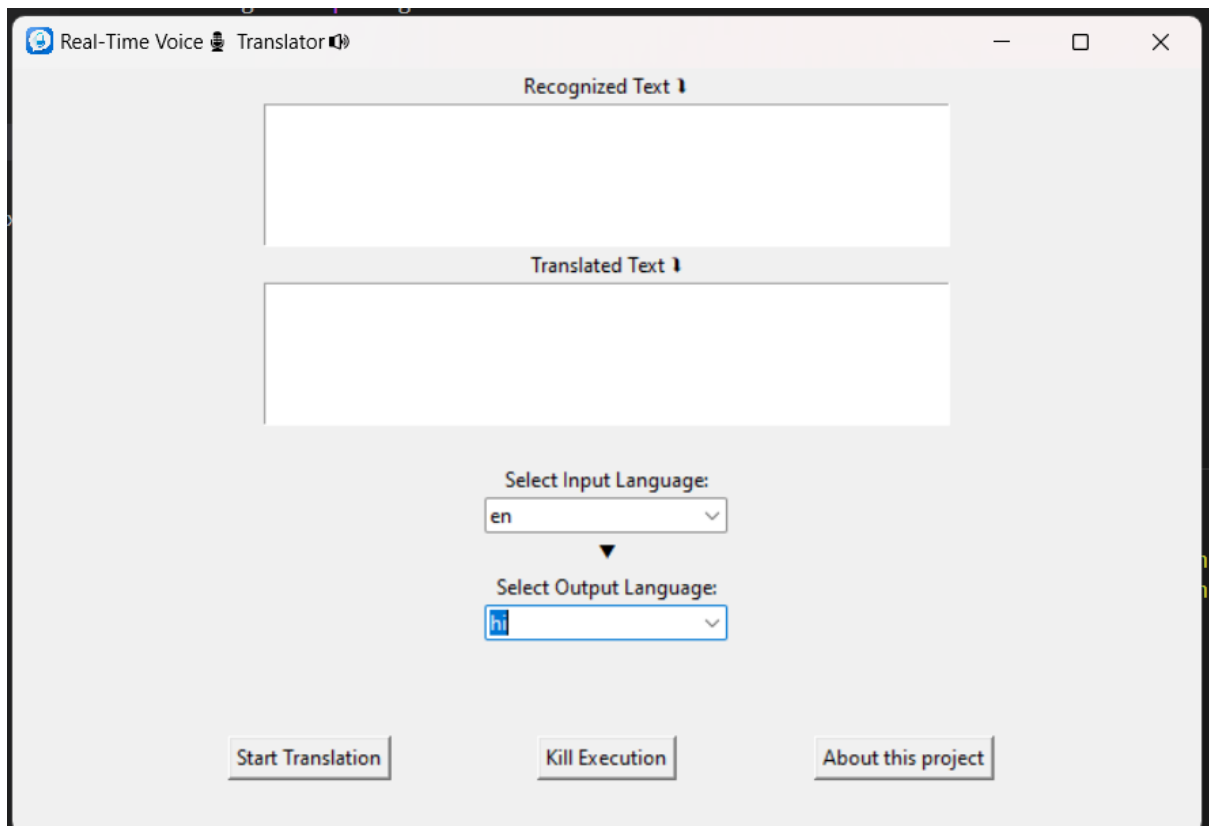 Real-Time Voice 🎙 Translator 🔊
Recognized Text ⮯
Translated Text ⮯
Select Input Language:
en
▼
Select Output Language:
hi
Start Translation Kill Execution About this project